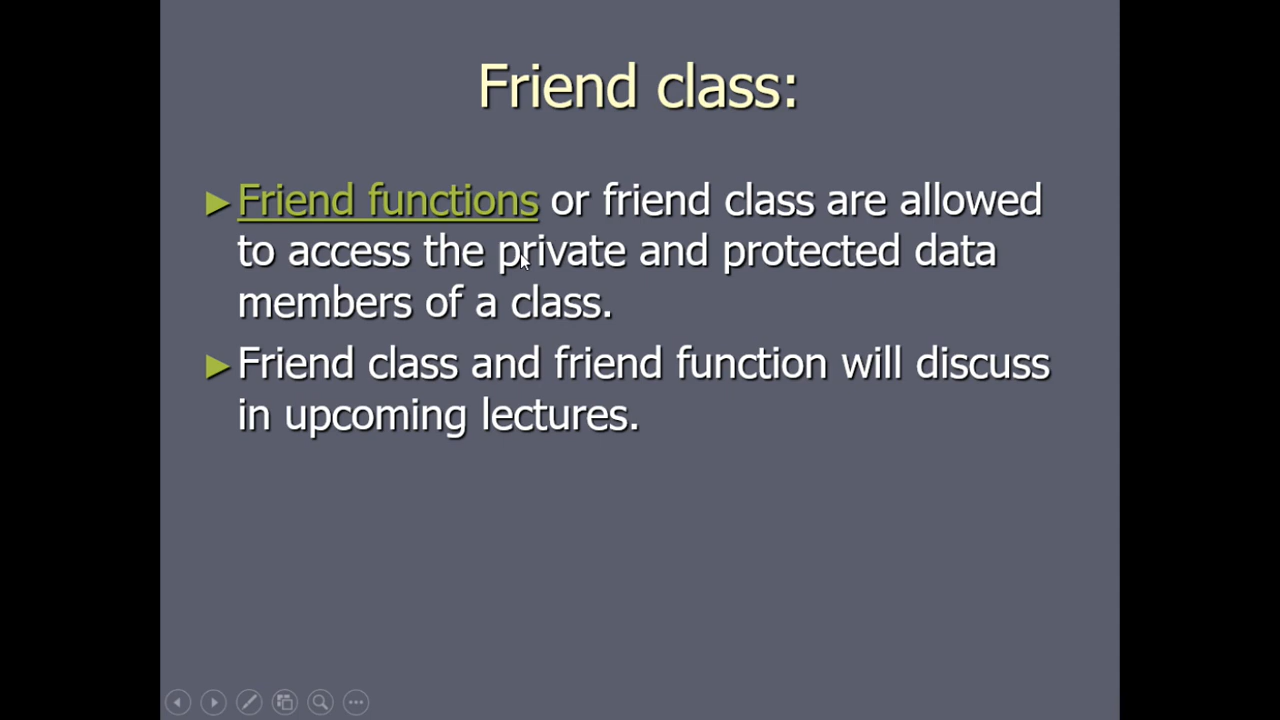 Friend class:
►Friend functions or friend class are allowed
to access the private and protected data
members of a class.
►Friend class and friend function will discuss
in upcoming lectures.